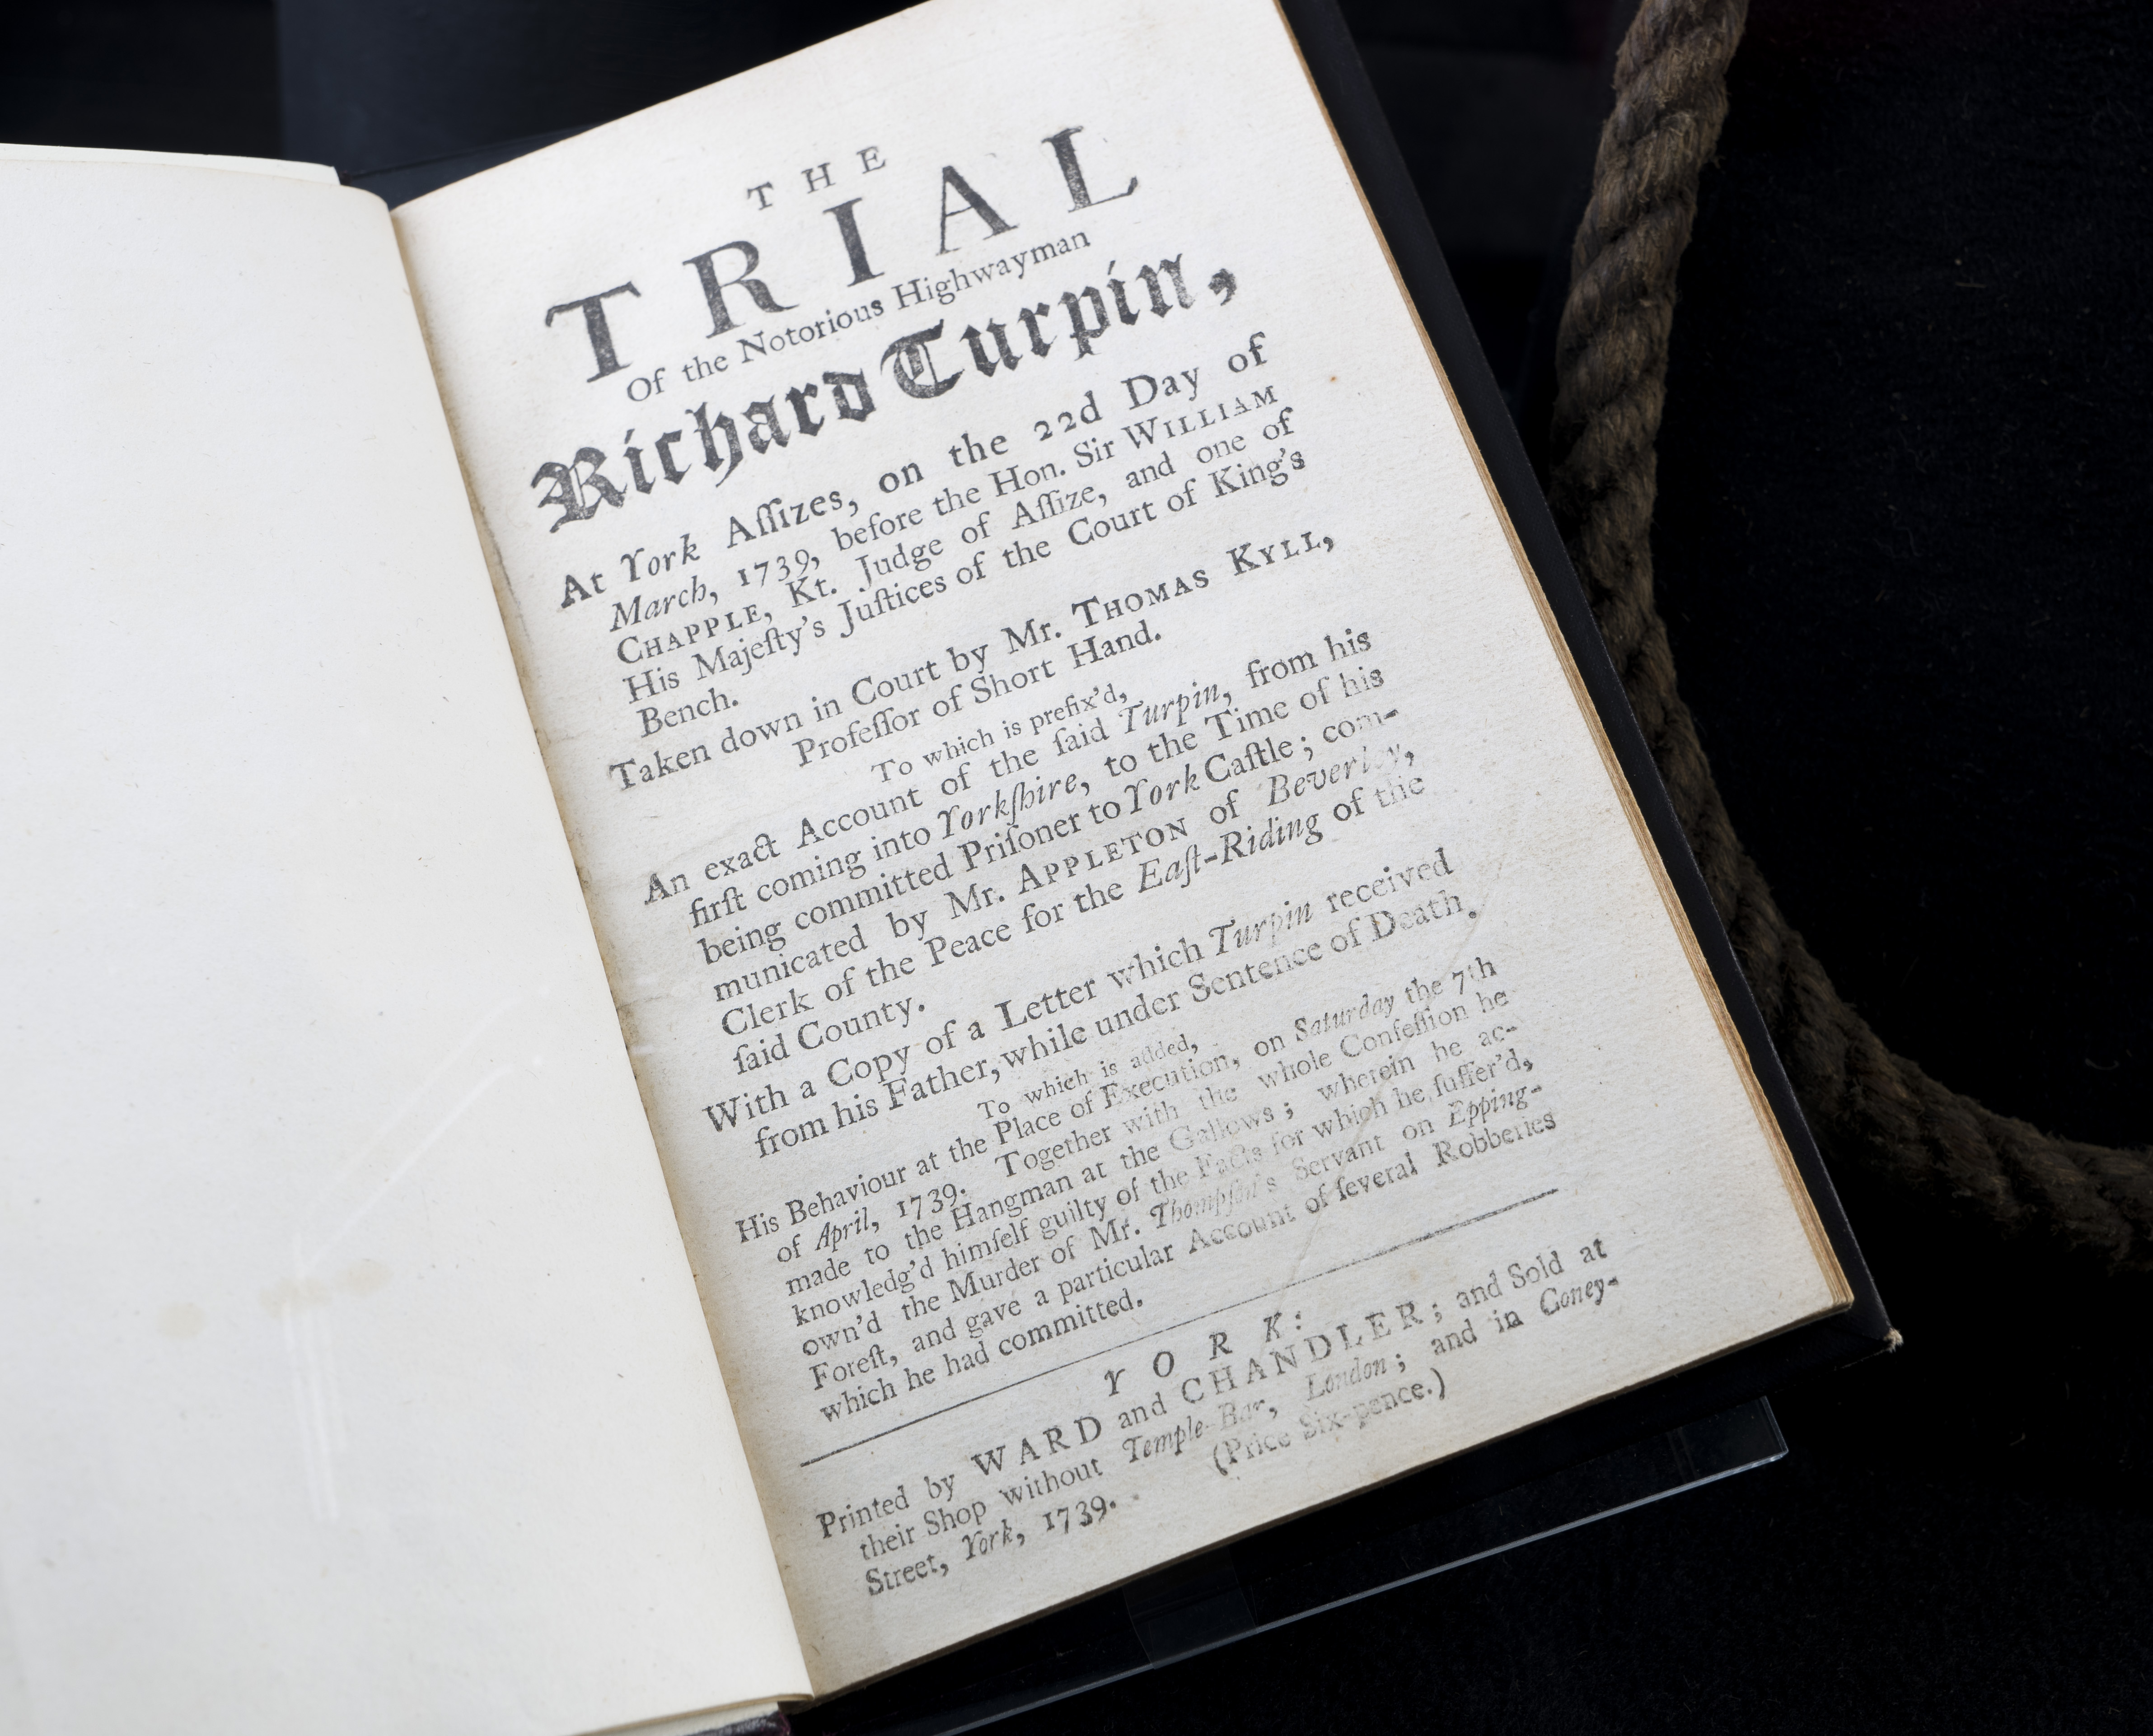 THE
TRIAL
Of the Notorious Highwayman
Richard Turpin,
At York Aſſizes, on the 22d Day of
March, 1739, before the Hon. Sir WILLIAM
CHAPPLE, Kt. Judge of Aſſize, and one of
His Majeſty's Juſtices of the Court of King's
Bench.
Taken down in Court by Mr. THOMAS KYLL,
Profeſſor of Short Hand.
To which is prefix'd,
An exact Account of the ſaid Turpin, from his
firſt coming into Yorkſhire, to the Time of his
being committed Priſoner to York Caſtle; com-
municated by Mr. APPLETON of Beverley,
Clerk of the Peace for the Eaſt-Riding of the
ſaid County.
With a Copy of a Letter which Turpin received
from his Father, while under Sentence of Death.
To which is added,
His Behaviour at the Place of Execution, on Saturday the 7th
of April, 1739. Together with the whole Confeſſion he
made to the Hangman at the Gallows; wherein he ac-
knowledg'd himſelf guilty of the Facts for which he ſuffer'd,
own'd the Murder of Mr. Thompſon's Servant on Epping-
Foreſt, and gave a particular Account of ſeveral Robberies
which he had committed.
YORK:
Printed by WARD and CHANDLER; and Sold at
their Shop without Temple-Bar, London; and in Coney-
Street, York, 1739. (Price Six-pence.)